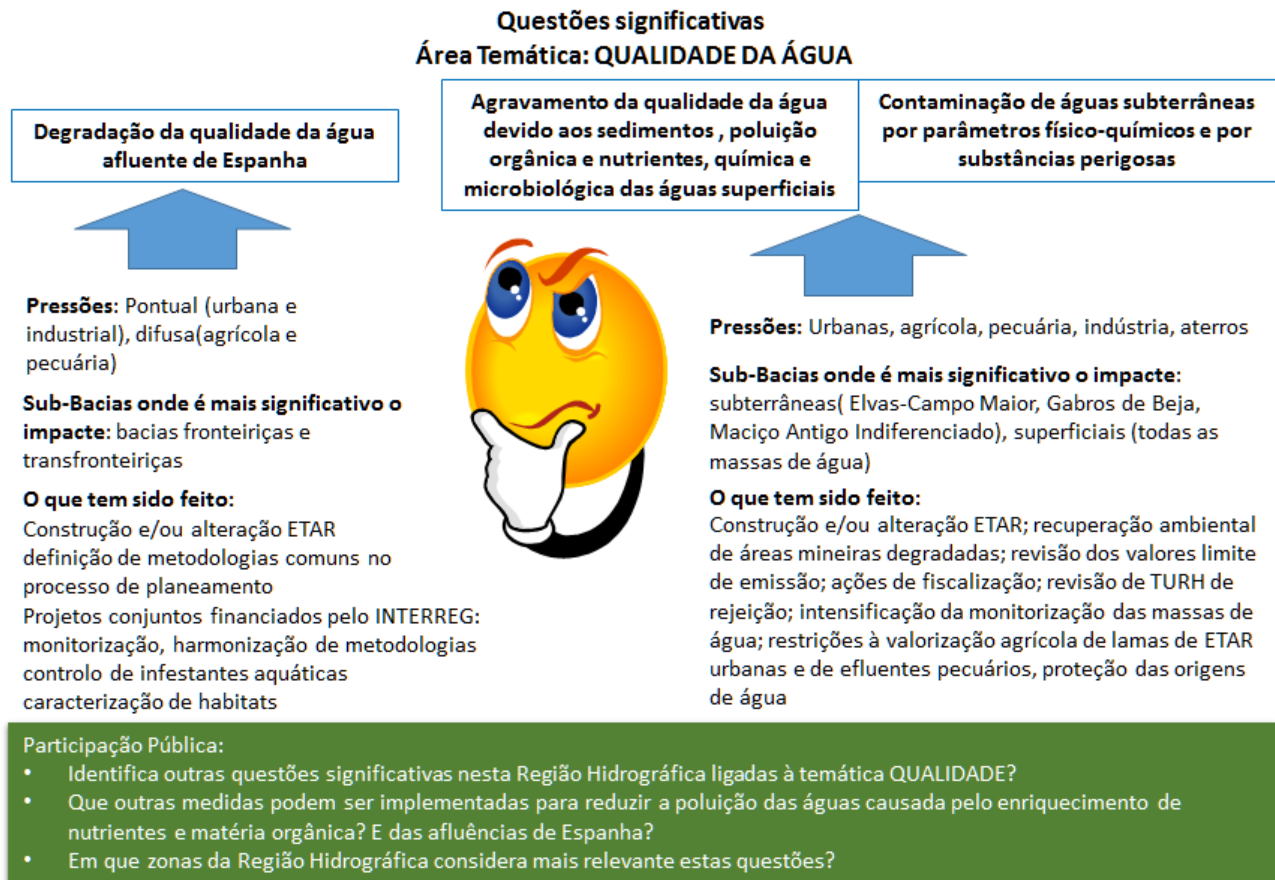 Questões significativas
Área Temática: QUALIDADE DA ÁGUA
Degradação da qualidade da água
afluente de Espanha
Agravamento da qualidade da água
devido aos sedimentos , poluição
orgânica e nutrientes, química e
microbiológica das águas superficiais
Contaminação de águas subterrâneas
por parâmetros físico-químicos e por
substâncias perigosas
Pressões: Pontual (urbana e
industrial), difusa(agrícola e
pecuária)
Sub-Bacias onde é mais significativo o
impacte: bacias fronteiriças e
transfronteiriças
O que tem sido feito:
Construção e/ou alteração ETAR
definição de metodologias comuns no
processo de planeamento
Projetos conjuntos financiados pelo INTERREG:
monitorização, harmonização de metodologias
controlo de infestantes aquáticas
caracterização de habitats
Pressões: Urbanas, agrícola, pecuária, indústria, aterros
Sub-Bacias onde é mais significativo o impacte:
subterrâneas( Elvas-Campo Maior, Gabros de Beja,
Maciço Antigo Indiferenciado), superficiais (todas as
massas de água)
O que tem sido feito:
Construção e/ou alteração ETAR; recuperação ambiental
de áreas mineiras degradadas; revisão dos valores limite
de emissão; ações de fiscalização; revisão de TURH de
rejeição; intensificação da monitorização das massas de
água; restrições à valorização agrícola de lamas de ETAR
urbanas e de efluentes pecuários, proteção das origens
de água
Participação Pública:
• Identifica outras questões significativas nesta Região Hidrográfica ligadas à temática QUALIDADE?
• Que outras medidas podem ser implementadas para reduzir a poluição das águas causada pelo enriquecimento de
nutrientes e matéria orgânica? E das afluências de Espanha?
• Em que zonas da Região Hidrográfica considera mais relevante estas questões?